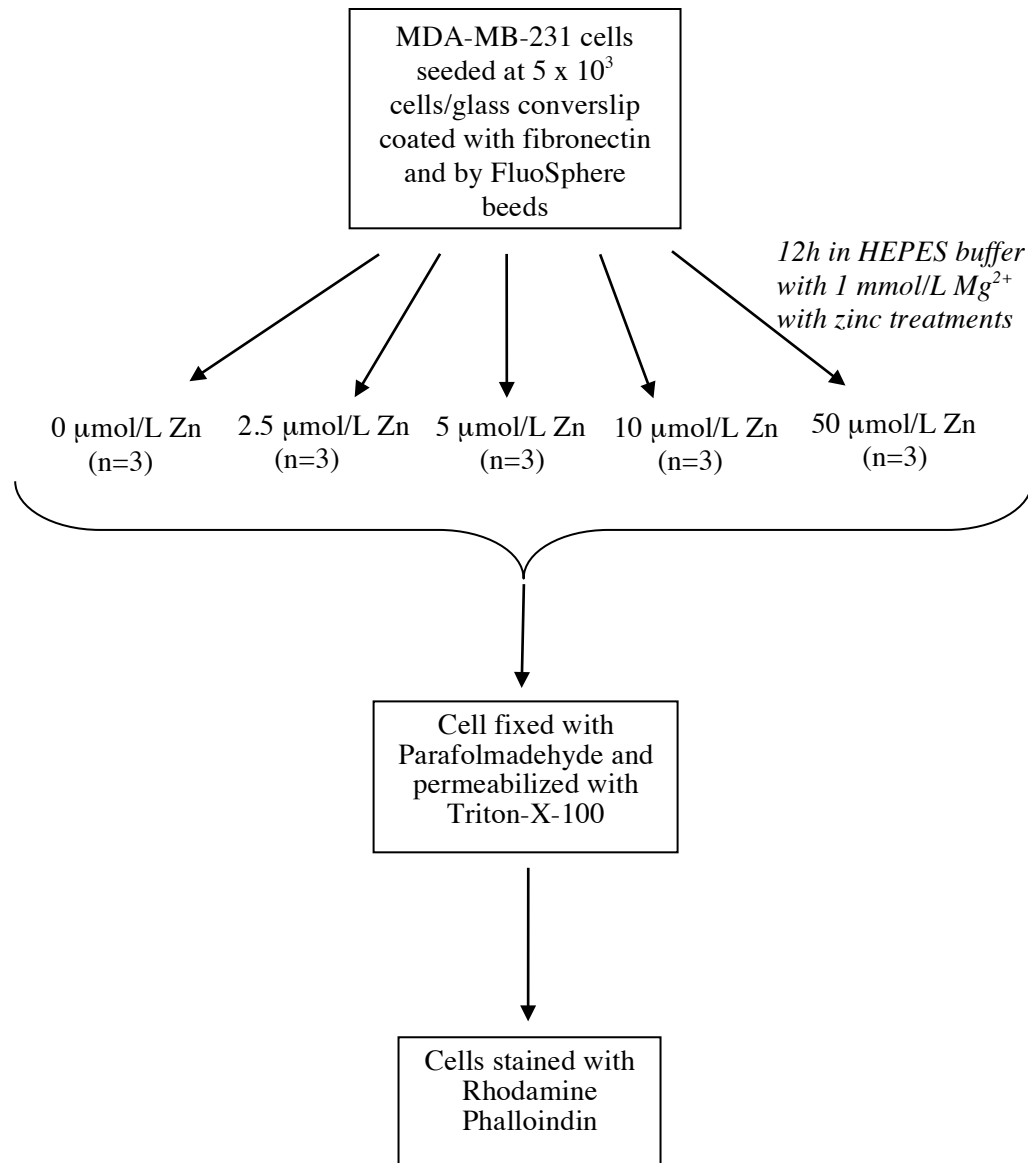 MDA-MB-231 cells
seeded at 5 x 10³
cells/glass converslip
coated with fibronectin
and by FluoSphere
beeds
12h in HEPES buffer
with 1 mmol/L Mg²⁺
with zinc treatments
0 μmol/L Zn
(n=3)
2.5 μmol/L Zn
(n=3)
5 μmol/L Zn
(n=3)
10 μmol/L Zn
(n=3)
50 μmol/L Zn
(n=3)
Cell fixed with
Parafolmadehyde and
permeabilized with
Triton-X-100
Cells stained with
Rhodamine
Phalloindin